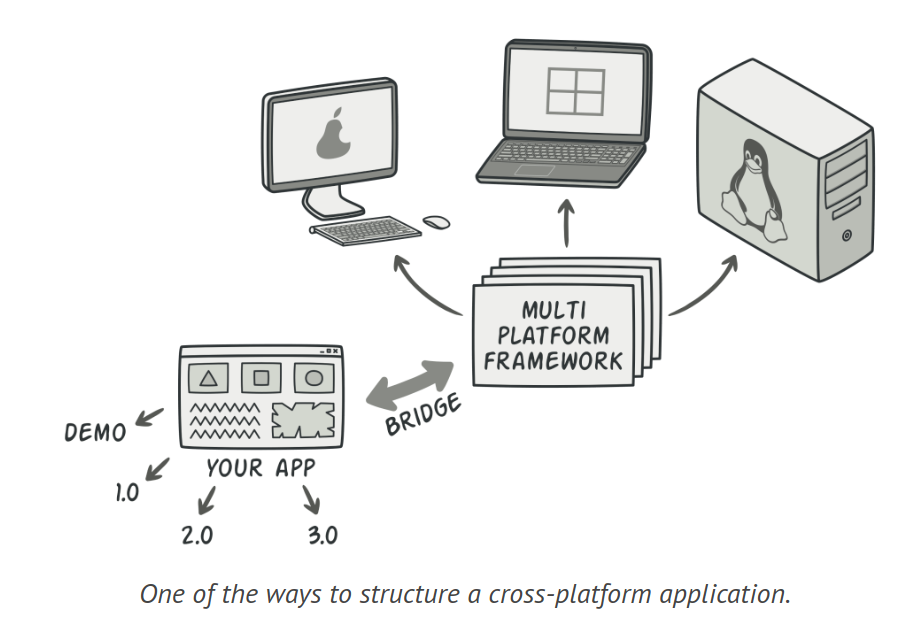 MULTI
PLATFORM
FRAMEWORK
BRIDGE
DEMO
YOUR APP
1.0
2.0
3.0
One of the ways to structure a cross-platform application.